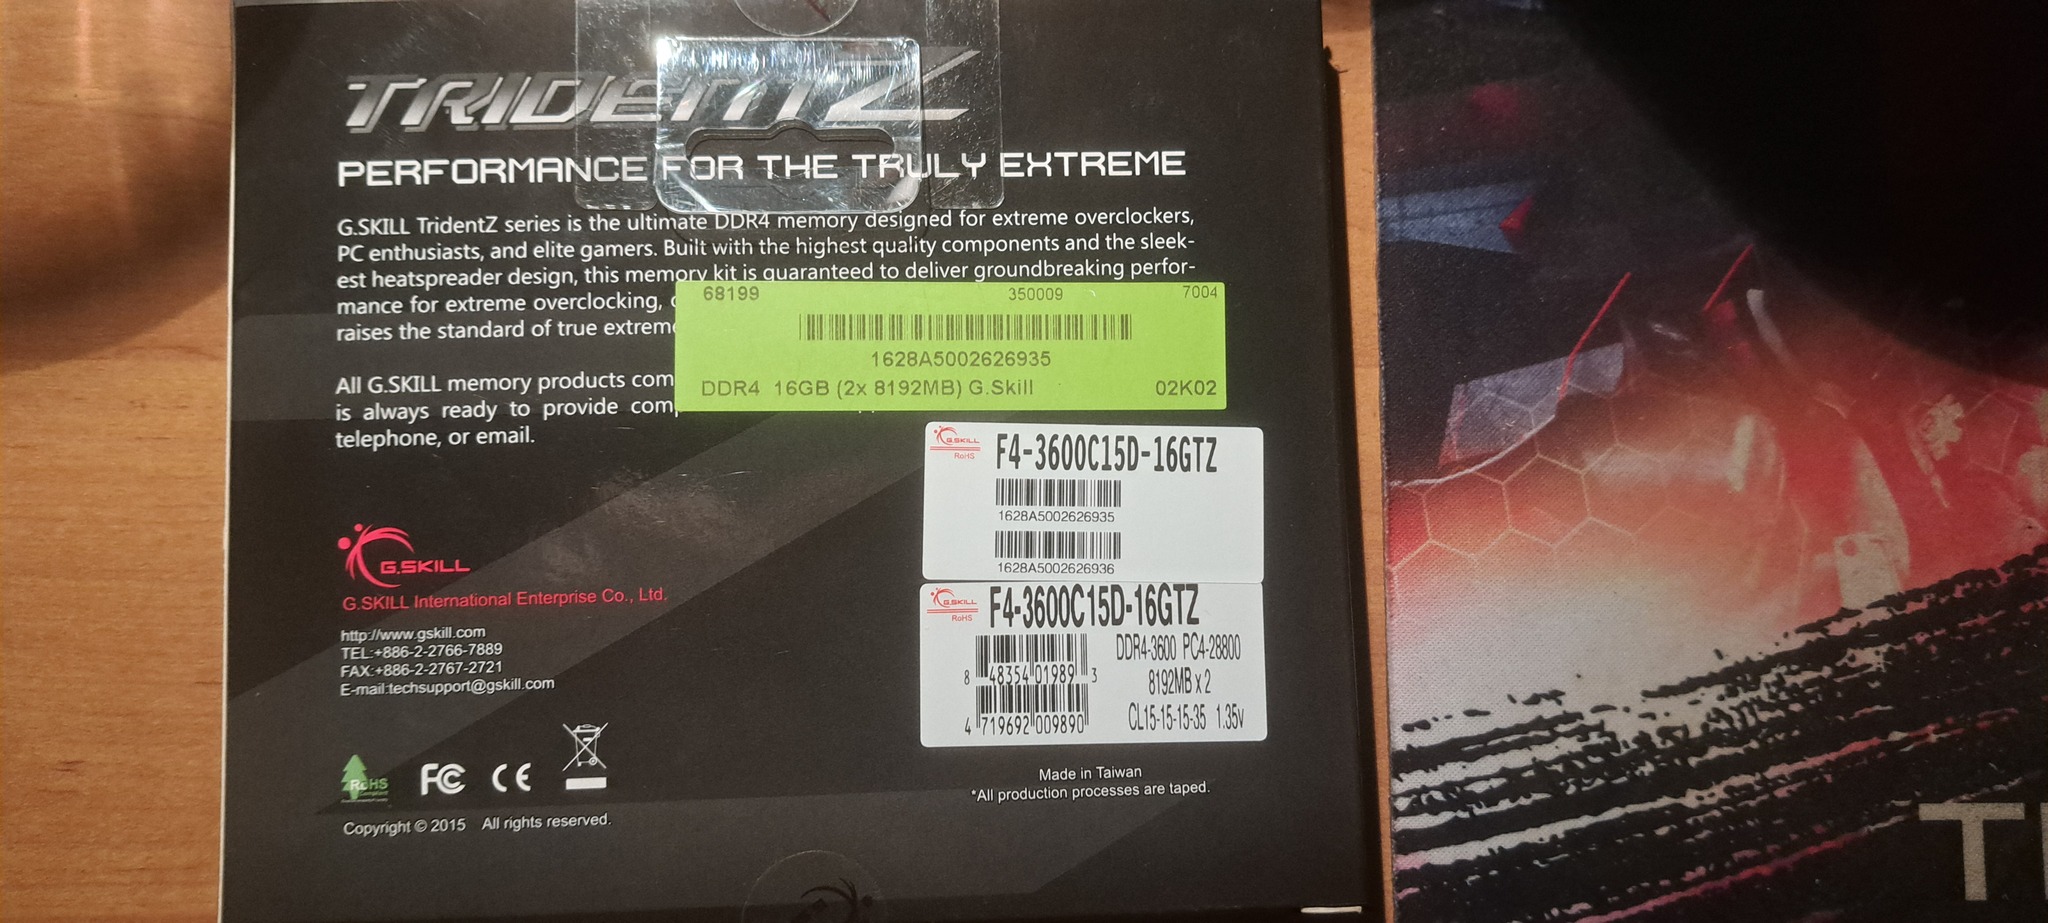 TRIDENTZ
PERFORMANCE FOR THE TRULY EXTREME
G.SKILL TridentZ series is the ultimate DDR4 memory designed for extreme overclockers,
PC enthusiasts, and elite gamers. Built with the highest quality components and the sleek-
est heatspreader design, this memory kit is guaranteed to deliver groundbreaking perfor-
mance for extreme overclocking,
raises the standard of true extrem
68199 350009 7004
1628A5002626935
DDR4 16GB (2x 8192MB) G.Skill 02K02
All G.SKILL memory products com
is always ready to provide com
telephone, or email.
G.SKILL
RoHS
F4-3600C15D-16GTZ
1628A5002626935
1628A5002626936
G.SKILL
RoHS
F4-3600C15D-16GTZ
DDR4-3600 PC4-28800
8 48354 01989 3
8192MB x 2
4 719692 009890
CL15-15-15-35 1.35v
G.SKILL
G.SKILL International Enterprise Co., Ltd.
http://www.gskill.com
TEL:+886-2-2766-7889
FAX:+886-2-2767-2721
E-mail:techsupport@gskill.com
RoHS
FC CE
Made in Taiwan
*All production processes are taped.
Copyright © 2015 All rights reserved.